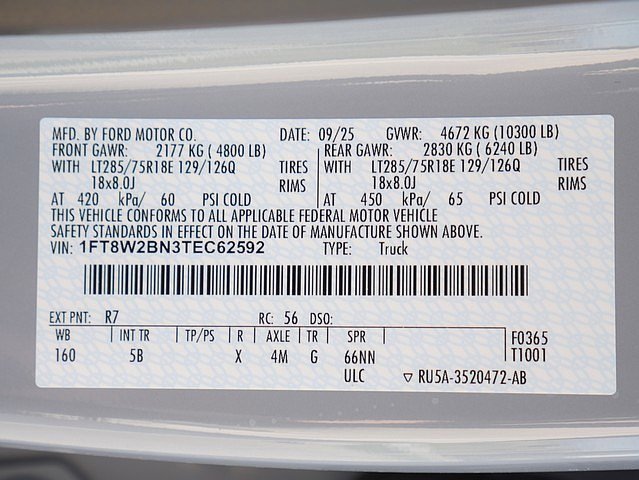 MFD. BY FORD MOTOR CO. DATE: 09/25 GVWR: 4672 KG (10300 LB)
FRONT GAWR: 2177 KG ( 4800 LB) REAR GAWR: 2830 KG ( 6240 LB)
WITH LT285/75R18E 129/126Q TIRES WITH LT285/75R18E 129/126Q TIRES
18x8.0J RIMS 18x8.0J RIMS
AT 420 kPa/ 60 PSI COLD AT 450 kPa/ 65 PSI COLD
THIS VEHICLE CONFORMS TO ALL APPLICABLE FEDERAL MOTOR VEHICLE
SAFETY STANDARDS IN EFFECT ON THE DATE OF MANUFACTURE SHOWN ABOVE.
VIN: 1FT8W2BN3TEC62592 TYPE: Truck
EXT PNT: R7 RC: 56 DSO:
WB INT TR TP/PS R AXLE TR SPR F0365
160 5B X 4M G 66NN T1001
ULC ▽ RU5A-3520472-AB